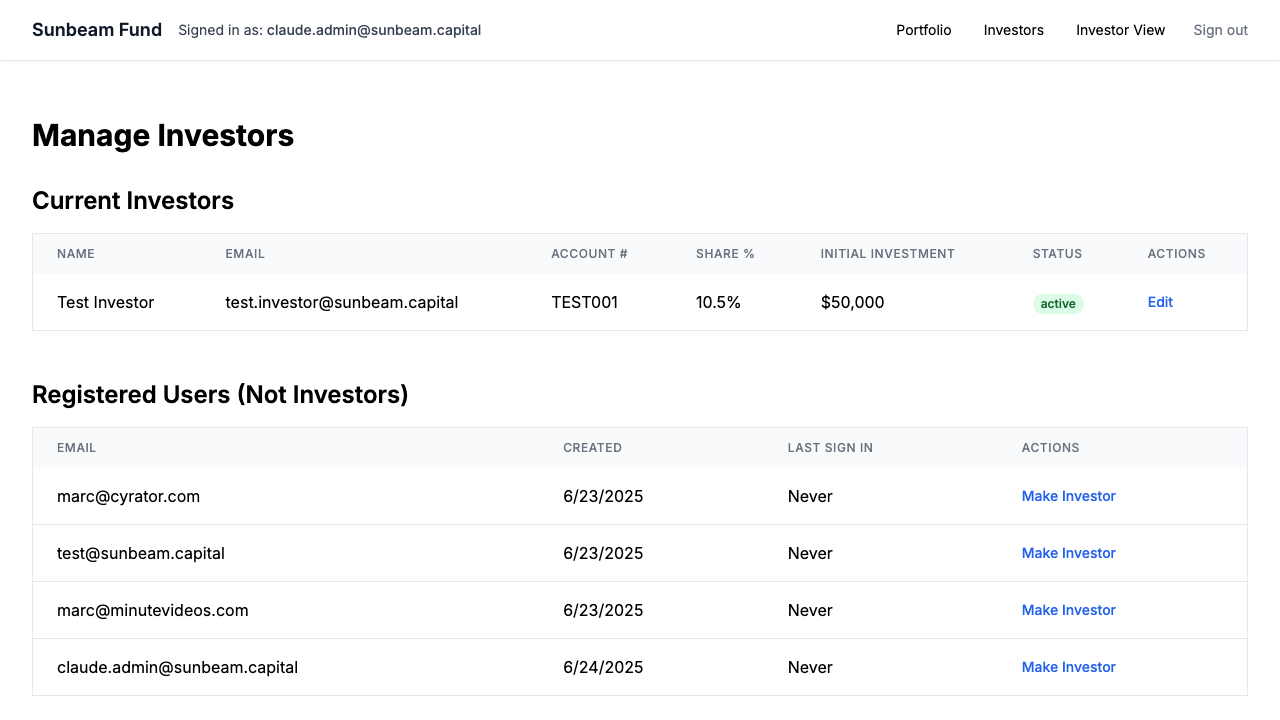 Sunbeam Fund Signed in as: claude.admin@sunbeam.capital Portfolio Investors Investor View Sign out
Manage Investors
Current Investors
NAME EMAIL ACCOUNT # SHARE % INITIAL INVESTMENT STATUS ACTIONS
Test Investor test.investor@sunbeam.capital TEST001 10.5% $50,000 active Edit
Registered Users (Not Investors)
EMAIL CREATED LAST SIGN IN ACTIONS
marc@cyrator.com 6/23/2025 Never Make Investor
test@sunbeam.capital 6/23/2025 Never Make Investor
marc@minutevideos.com 6/23/2025 Never Make Investor
claude.admin@sunbeam.capital 6/24/2025 Never Make Investor